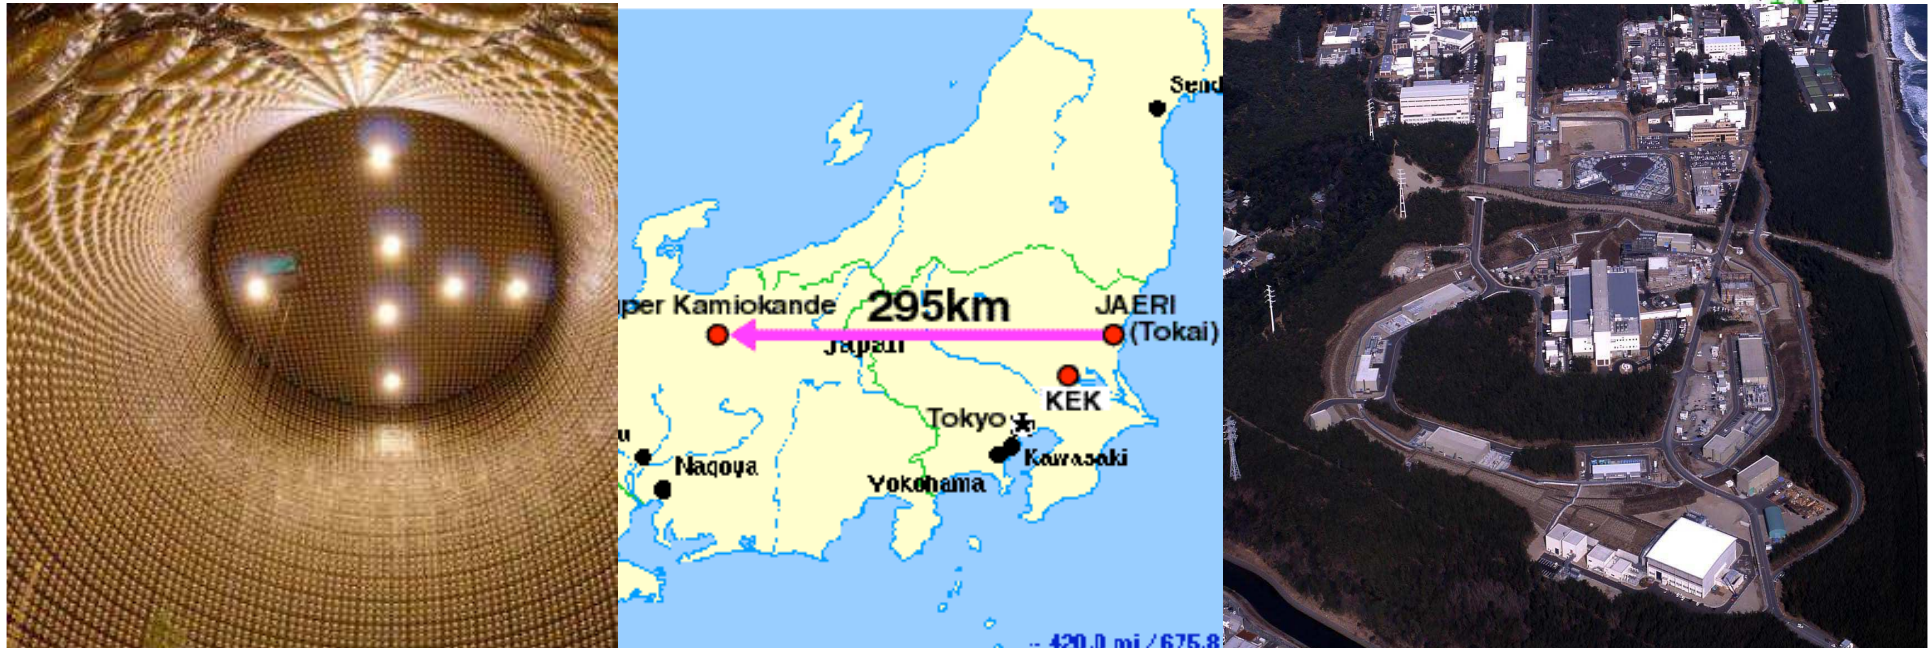 Send
per Kamiokande
295km
JAERI
(Tokai)
Japan
KEK
Tokyo
Nagoya
Kawasaki
Yokohama
u
420.0 mi / 675.8